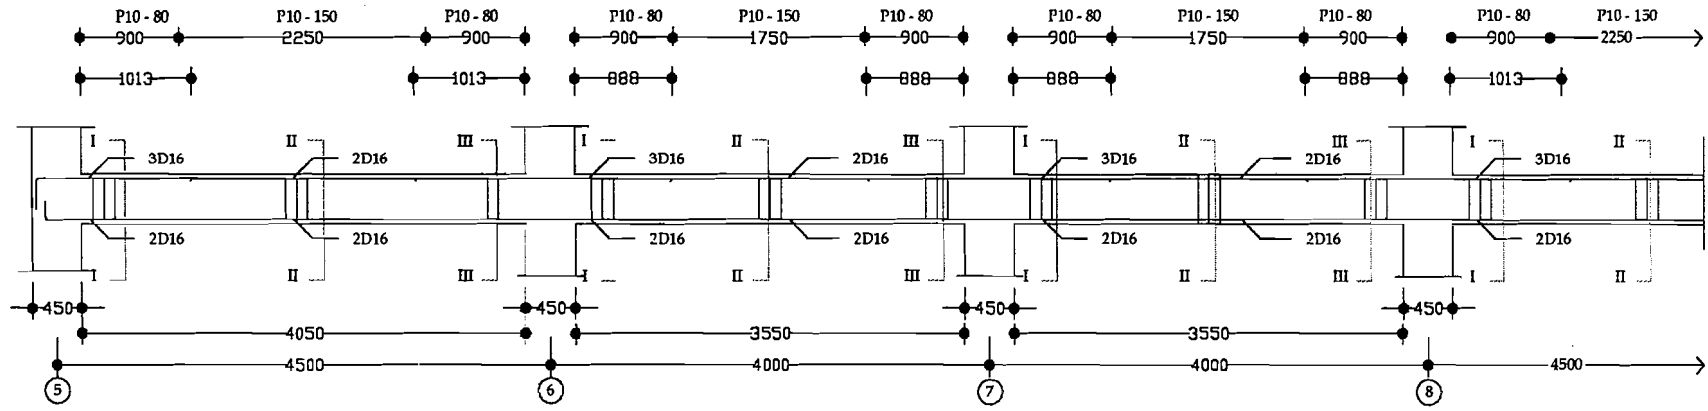 P10 - 80 P10 - 150 P10 - 80 P10 - 80 P10 - 150 P10 - 80 P10 - 80 P10 - 150 P10 - 80 P10 - 80 P10 - 150
900 2250 900 900 1750 900 900 1750 900 900 2250
1013 1013 888 888 888 888 1013
I II III I II III I II III I II
3D16 2D16 3D16 2D16 3D16 2D16 3D16
2D16 2D16 2D16 2D16 2D16 2D16 2D16
I II III I II III I II III I II
450 450 450 450
4050 3550 3550
4500 4000 4000 4500
5 6 7 8